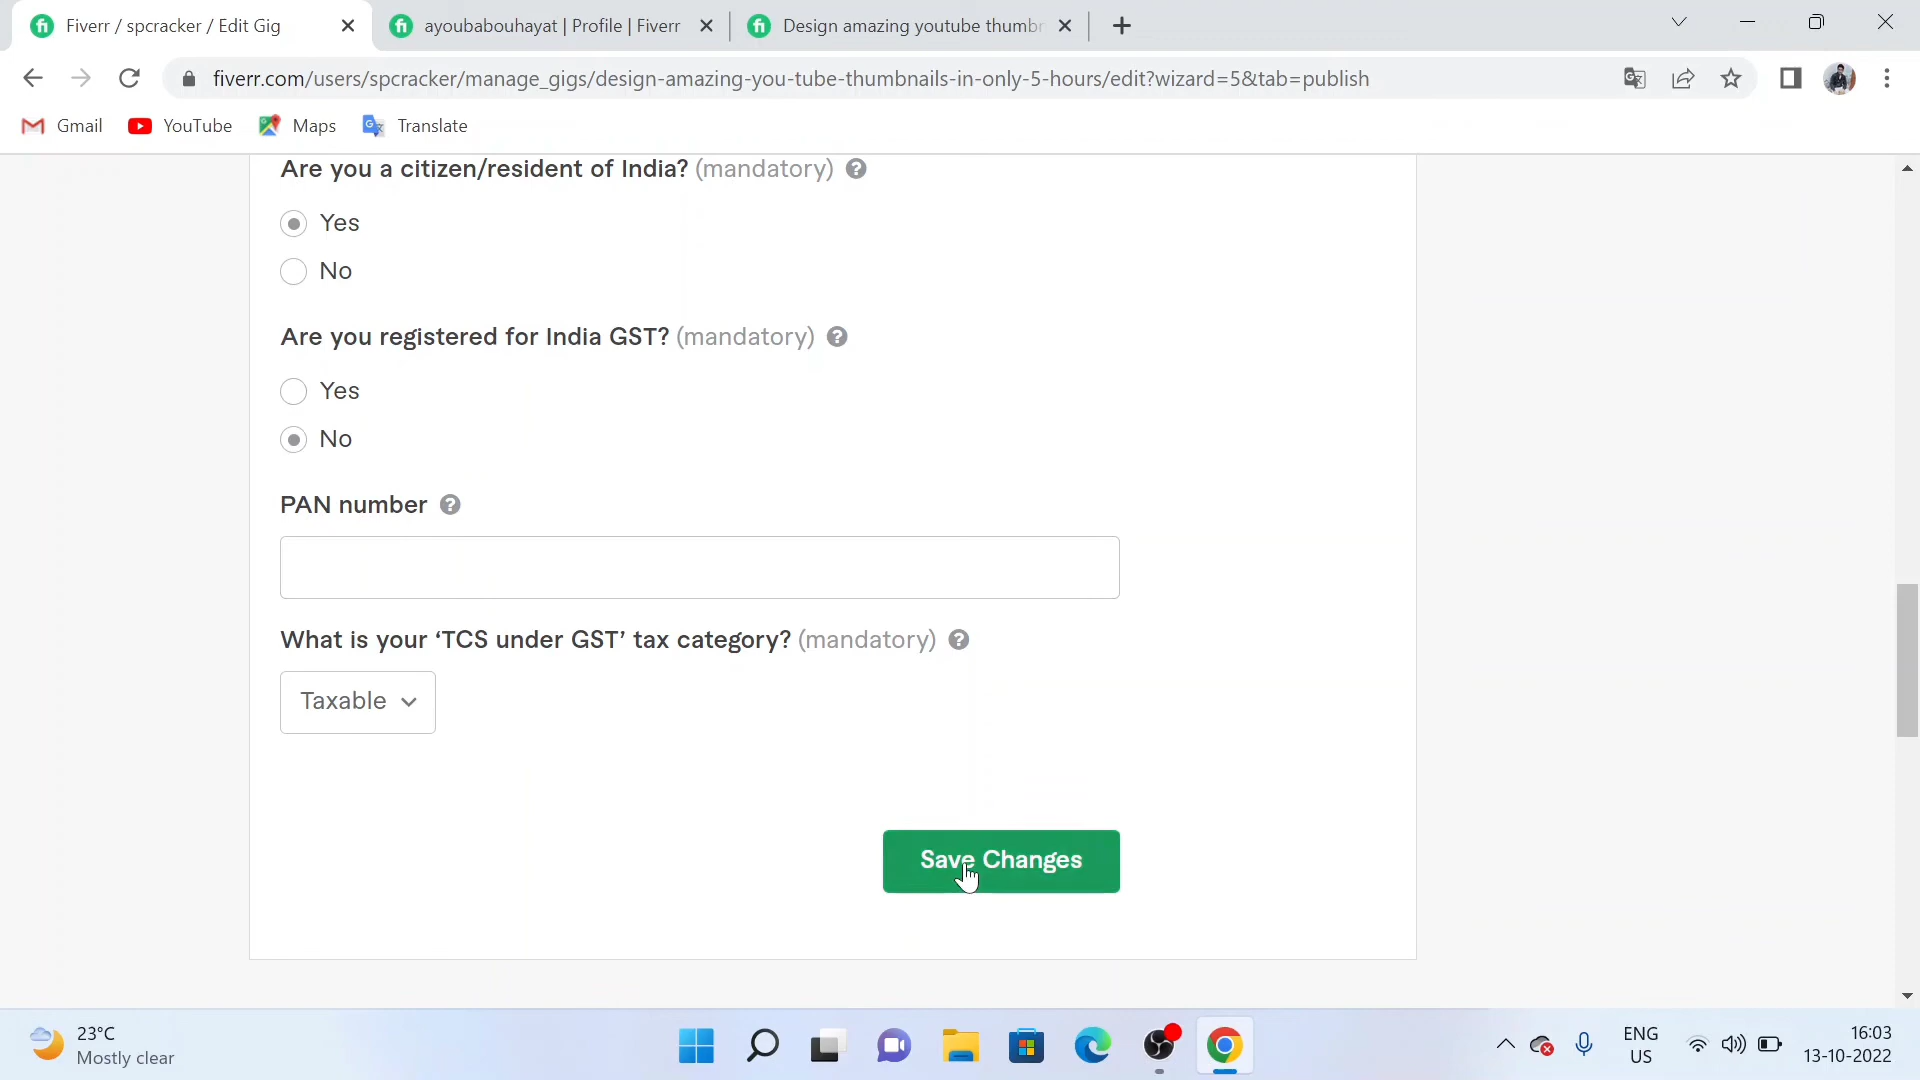 Fiverr / spcracker / Edit Gig
ayoubabouhayat | Profile | Fiverr
Design amazing youtube thumbn
fiverr.com/users/spcracker/manage_gigs/design-amazing-you-tube-thumbnails-in-only-5-hours/edit?wizard=5&tab=publish
Gmail
YouTube
Maps
Translate
Are you a citizen/resident of India? (mandatory)
Yes
No
Are you registered for India GST? (mandatory)
Yes
No
PAN number
What is your ‘TCS under GST’ tax category? (mandatory)
Taxable
Save Changes
23°C
Mostly clear
ENG
US
16:03
13-10-2022